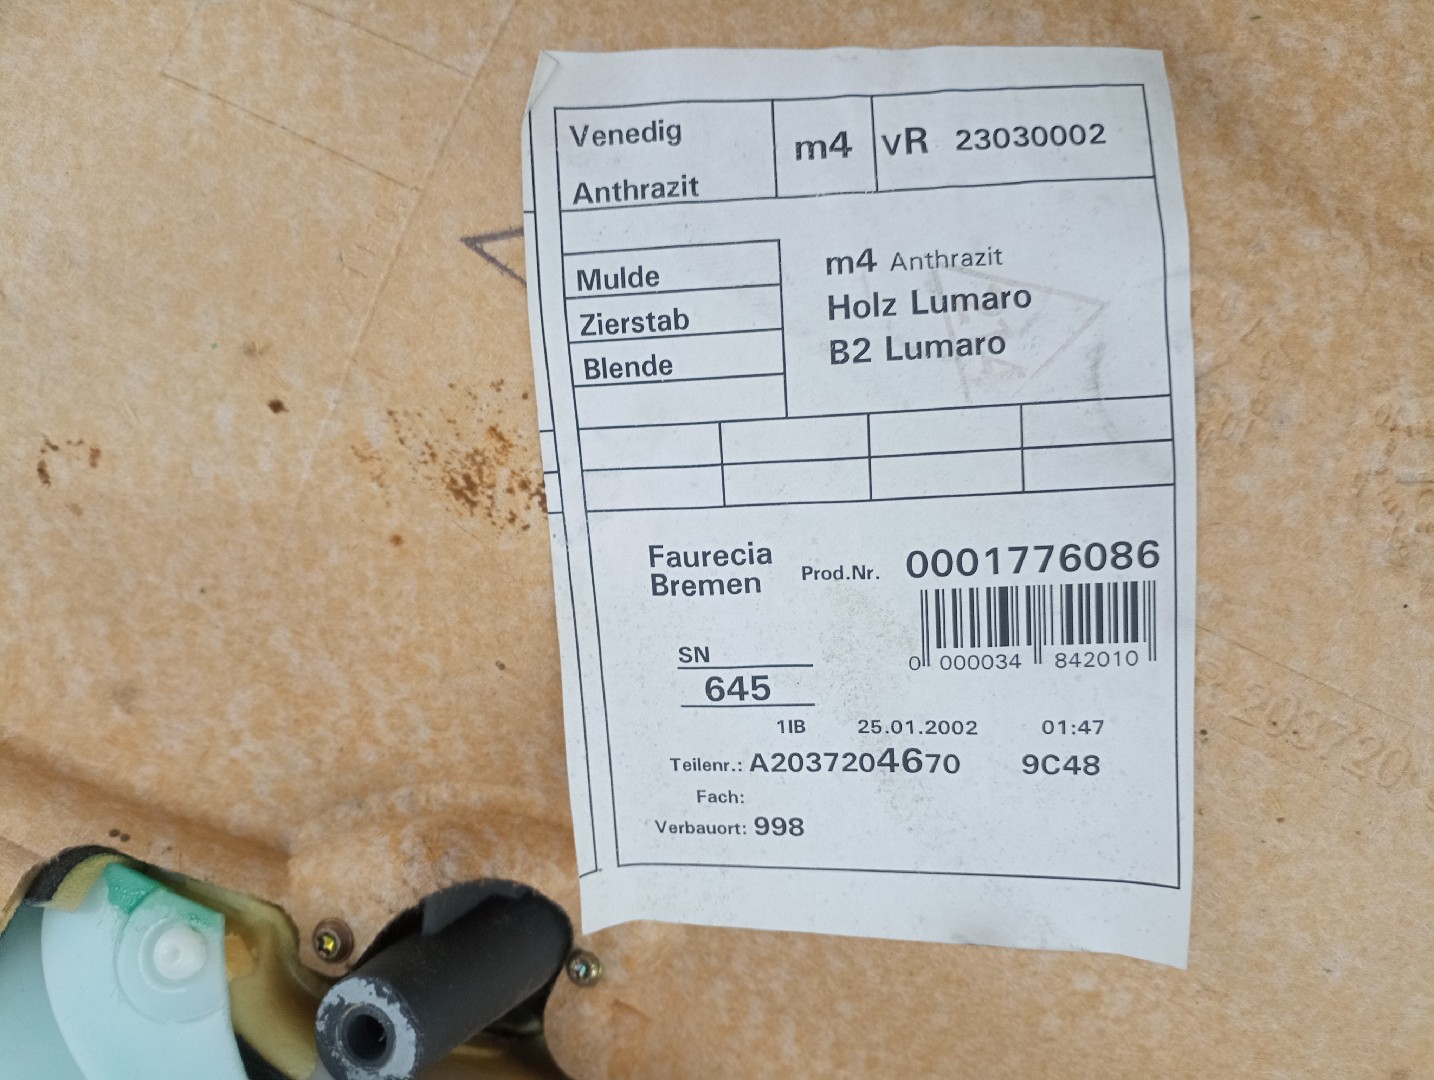 Venedig
Anthrazit
m4
vR 23030002
Mulde
Zierstab
Blende
m4 Anthrazit
Holz Lumaro
B2 Lumaro
Faurecia
Bremen
Prod.Nr. 0001776086
0 000034 842010
SN
645
1IB 25.01.2002 01:47
Teilenr.: A2037204670 9C48
Fach:
Verbauort: 998